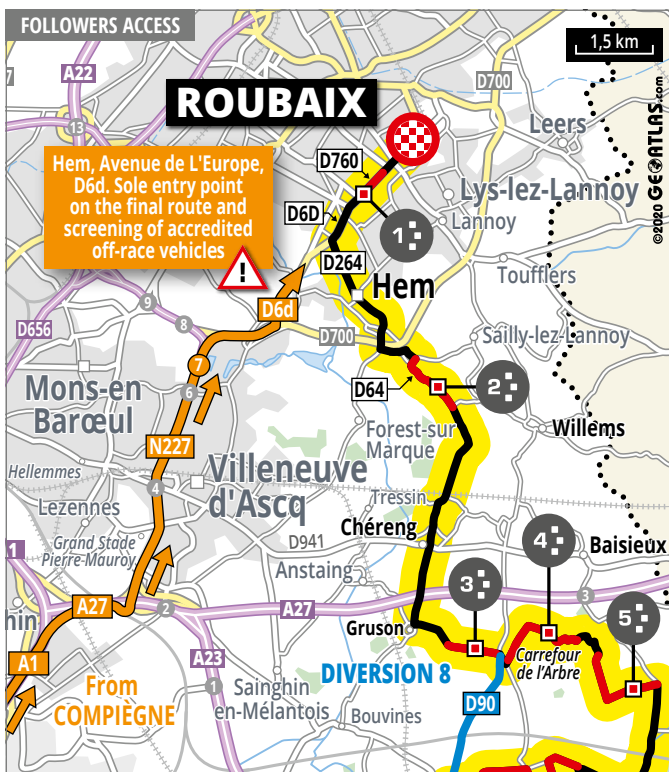 FOLLOWERS ACCESS
1,5 km
©2020 GEOATLAS.com
A22
D700
ROUBAIX
Leers
13
Hem, Avenue de L'Europe,
D6d. Sole entry point
on the final route and
screening of accredited
off-race vehicles
!
D760
Lys-lez-Lannoy
D6D
1
Lannoy
D264
Toufflers
Hem
D6d
9
8
D656
D700
Sailly-lez-Lannoy
7
6
D64
2
Mons-en
Barœul
Willems
Forest-sur
Marque
N227
Hellemmes
Villeneuve
d'Ascq
4
Tressin
Lezennes
Chéreng
D941
Grand Stade
Pierre-Mauroy
4
Baisieux
1
Anstaing
3
3
5
hin
A27
2
A27
Gruson
Carrefour
de l'Arbre
A1
A23
DIVERSION 8
From
COMPIÈGNE
1
Sainghin
en-Mélantois
D90
Bouvines